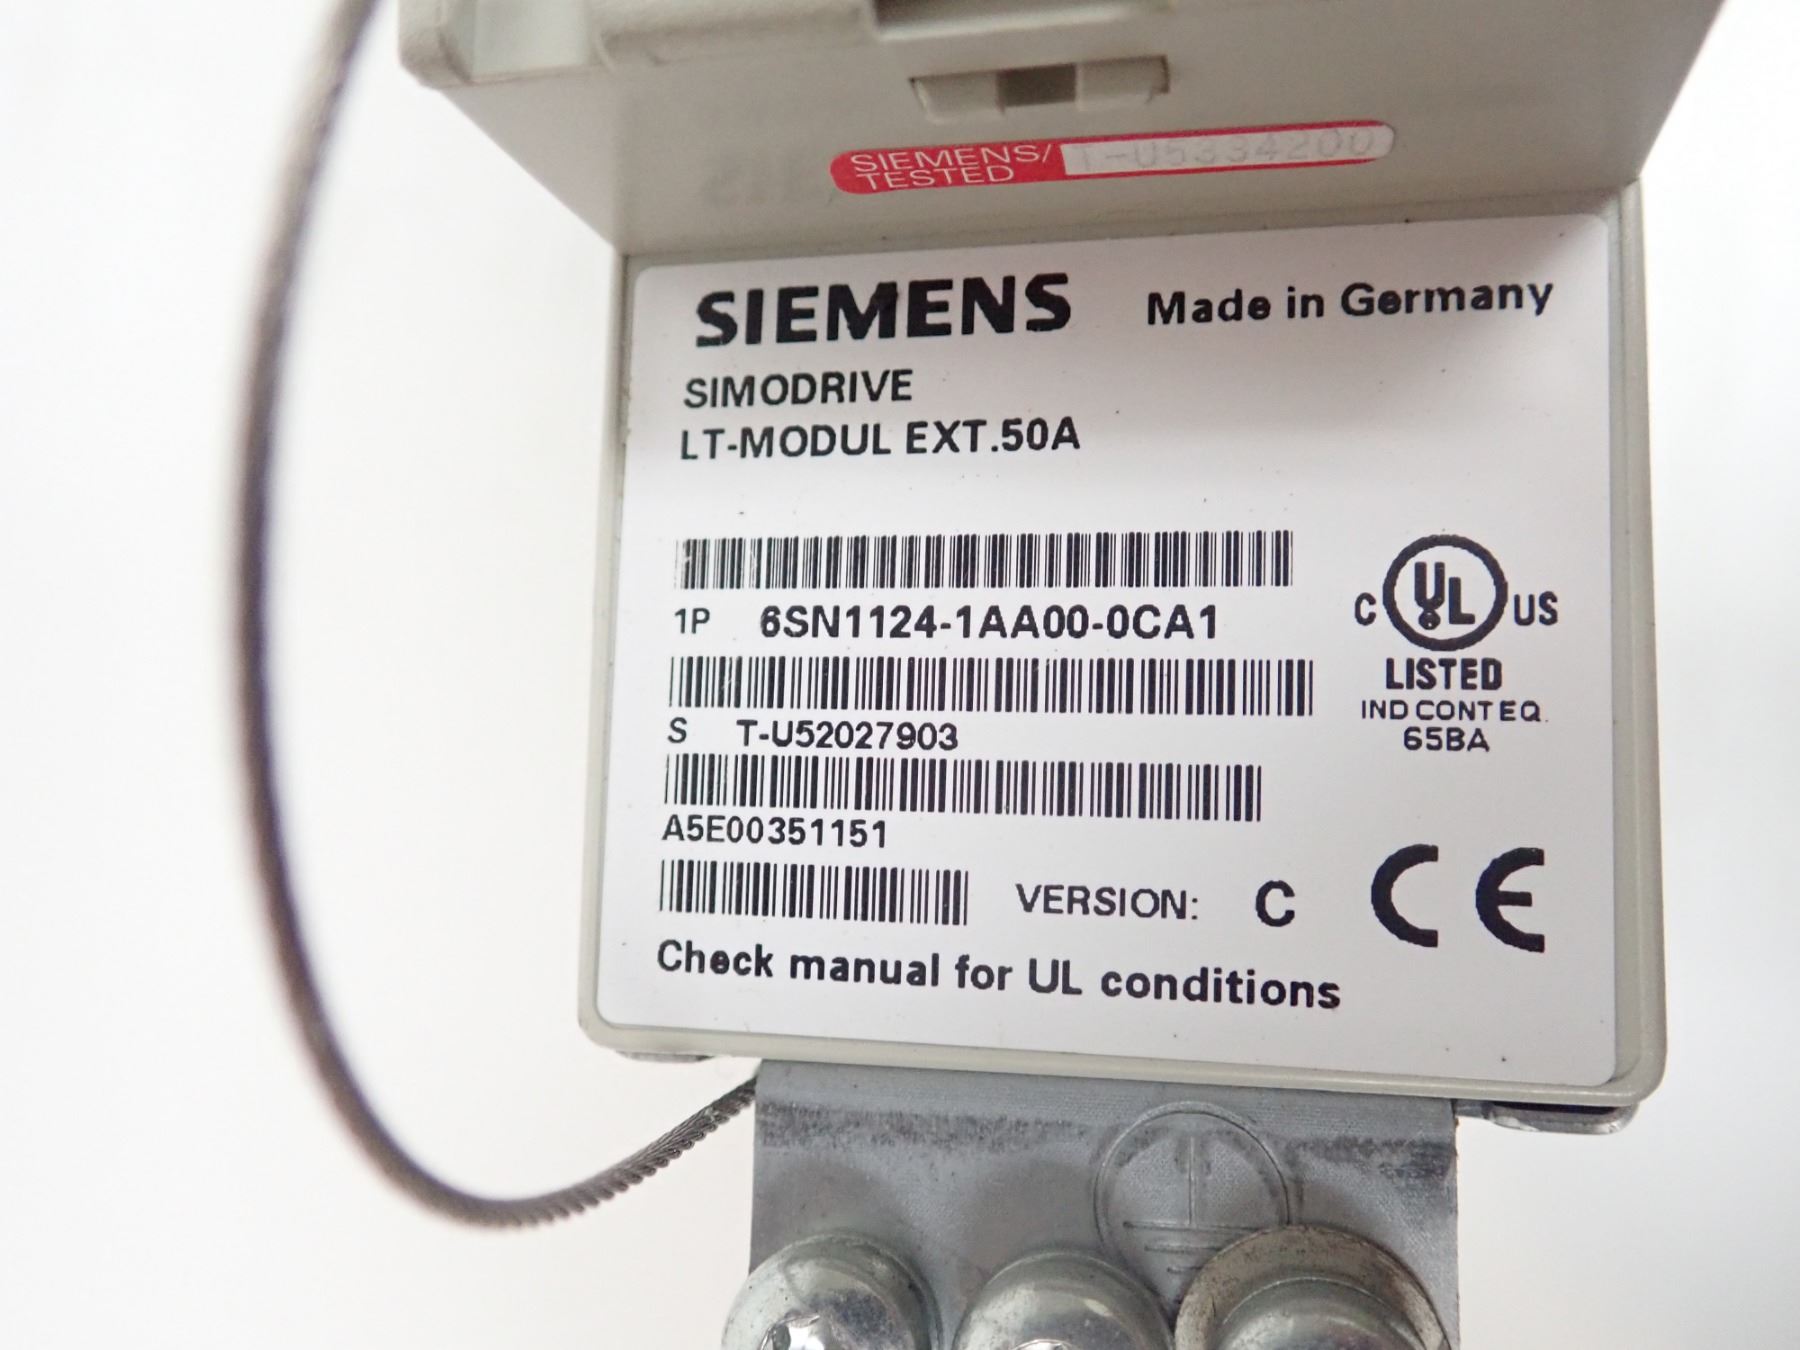 SIEMENS/ T-U5334200
TESTED
SIEMENS Made in Germany
SIMODRIVE
LT-MODUL EXT.50A
1P 6SN1124-1AA00-0CA1
C UL US
LISTED
IND CONT EQ.
65BA
S T-U52027903
A5E00351151
VERSION: C CE
Check manual for UL conditions